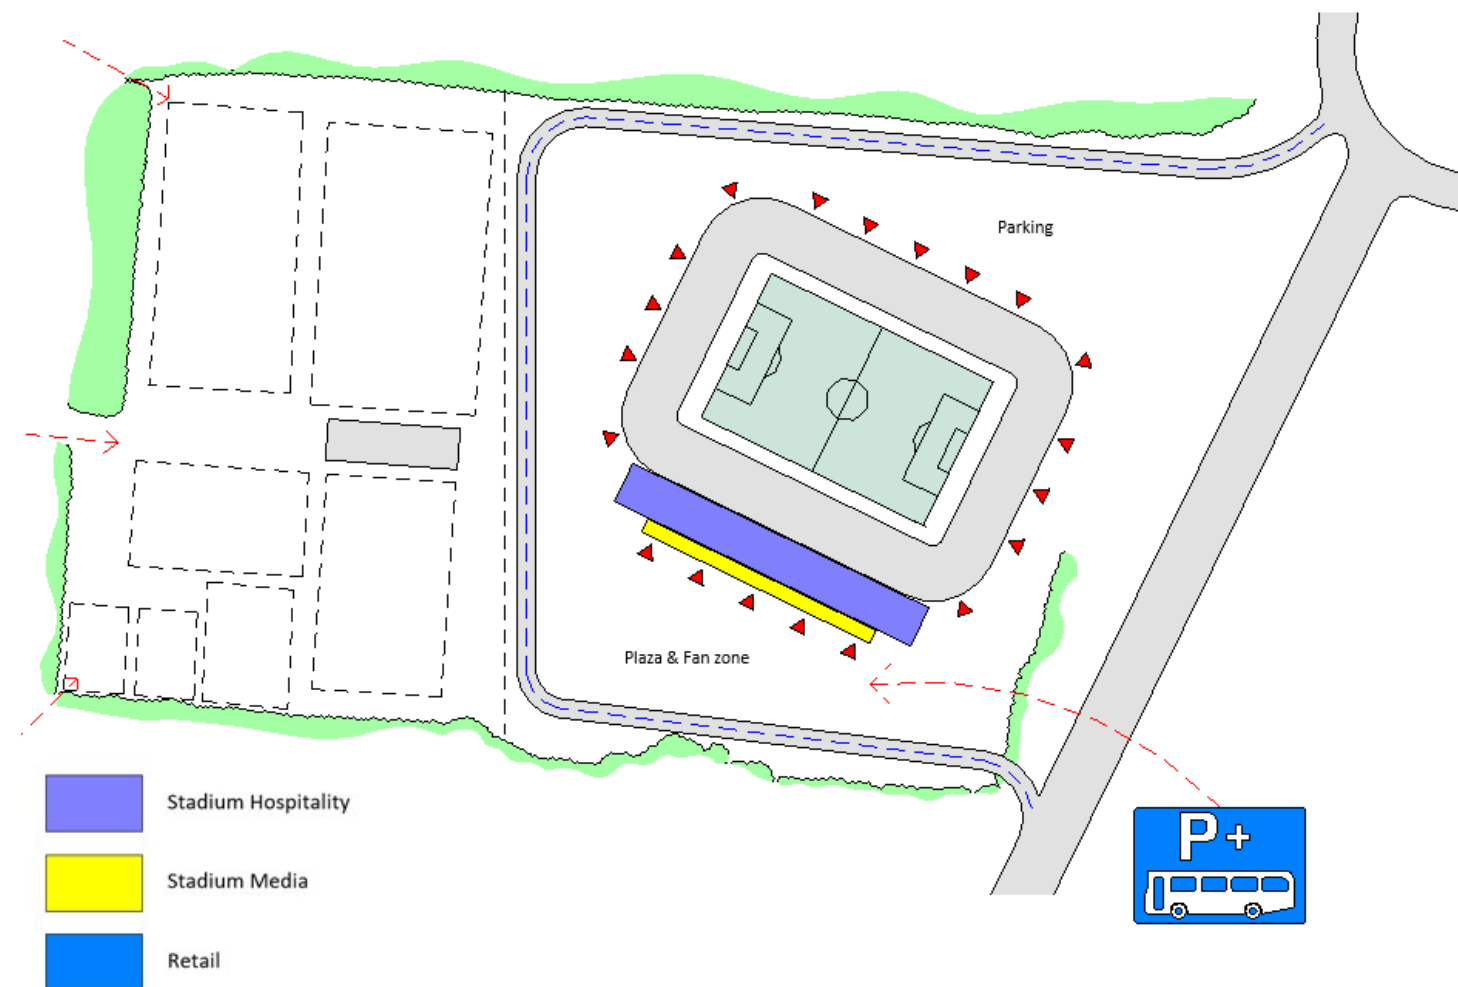 Parking
Plaza & Fan zone
Stadium Hospitality
Stadium Media
Retail
P+